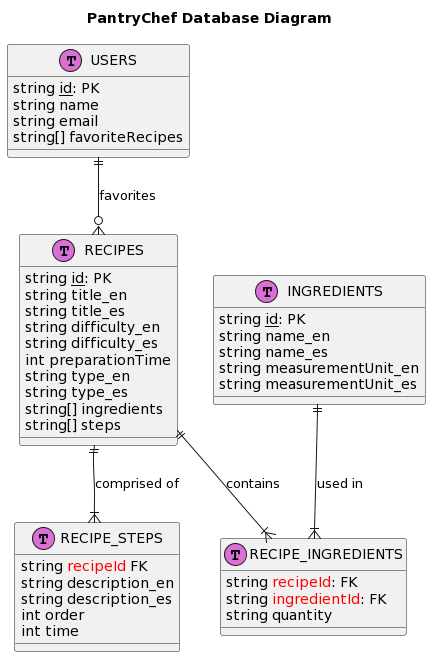 PantryChef Database Diagram
T USERS
string id: PK
string name
string email
string[] favoriteRecipes
favorites
T RECIPES
string id: PK
string title_en
string title_es
string difficulty_en
string difficulty_es
int preparationTime
string type_en
string type_es
string[] ingredients
string[] steps
T INGREDIENTS
string id: PK
string name_en
string name_es
string measurementUnit_en
string measurementUnit_es
comprised of
contains
used in
T RECIPE_STEPS
string recipeId FK
string description_en
string description_es
int order
int time
T RECIPE_INGREDIENTS
string recipeId: FK
string ingredientId: FK
string quantity